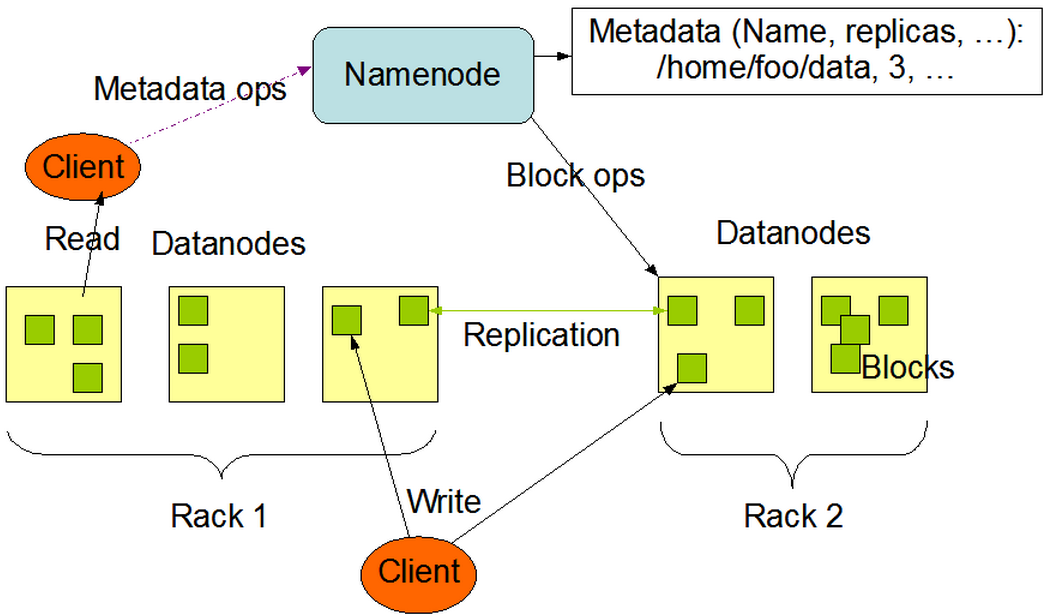 Metadata (Name, replicas, …):
/home/foo/data, 3, …
Namenode
Metadata ops
Client
Block ops
Read
Datanodes
Datanodes
Replication
Blocks
Rack 1
Write
Rack 2
Client